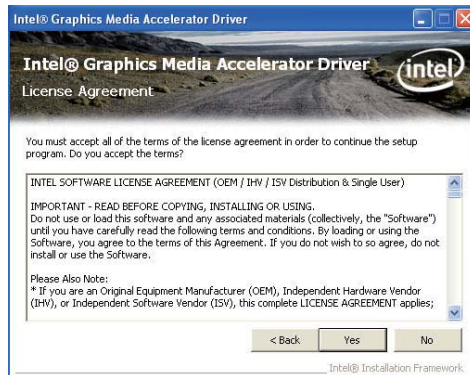 Intel® Graphics Media Accelerator Driver
Intel® Graphics Media Accelerator Driver
intel
License Agreement
You must accept all of the terms of the license agreement in order to continue the setup
program. Do you accept the terms?
INTEL SOFTWARE LICENSE AGREEMENT (OEM / IHV / ISV Distribution & Single User)
IMPORTANT - READ BEFORE COPYING, INSTALLING OR USING.
Do not use or load this software and any associated materials (collectively, the "Software")
until you have carefully read the following terms and conditions. By loading or using the
Software, you agree to the terms of this Agreement. If you do not wish to so agree, do not
install or use the Software.
Please Also Note:
* If you are an Original Equipment Manufacturer (OEM), Independent Hardware Vendor
(IHV), or Independent Software Vendor (ISV), this complete LICENSE AGREEMENT applies;
< Back Yes No
Intel® Installation Framework